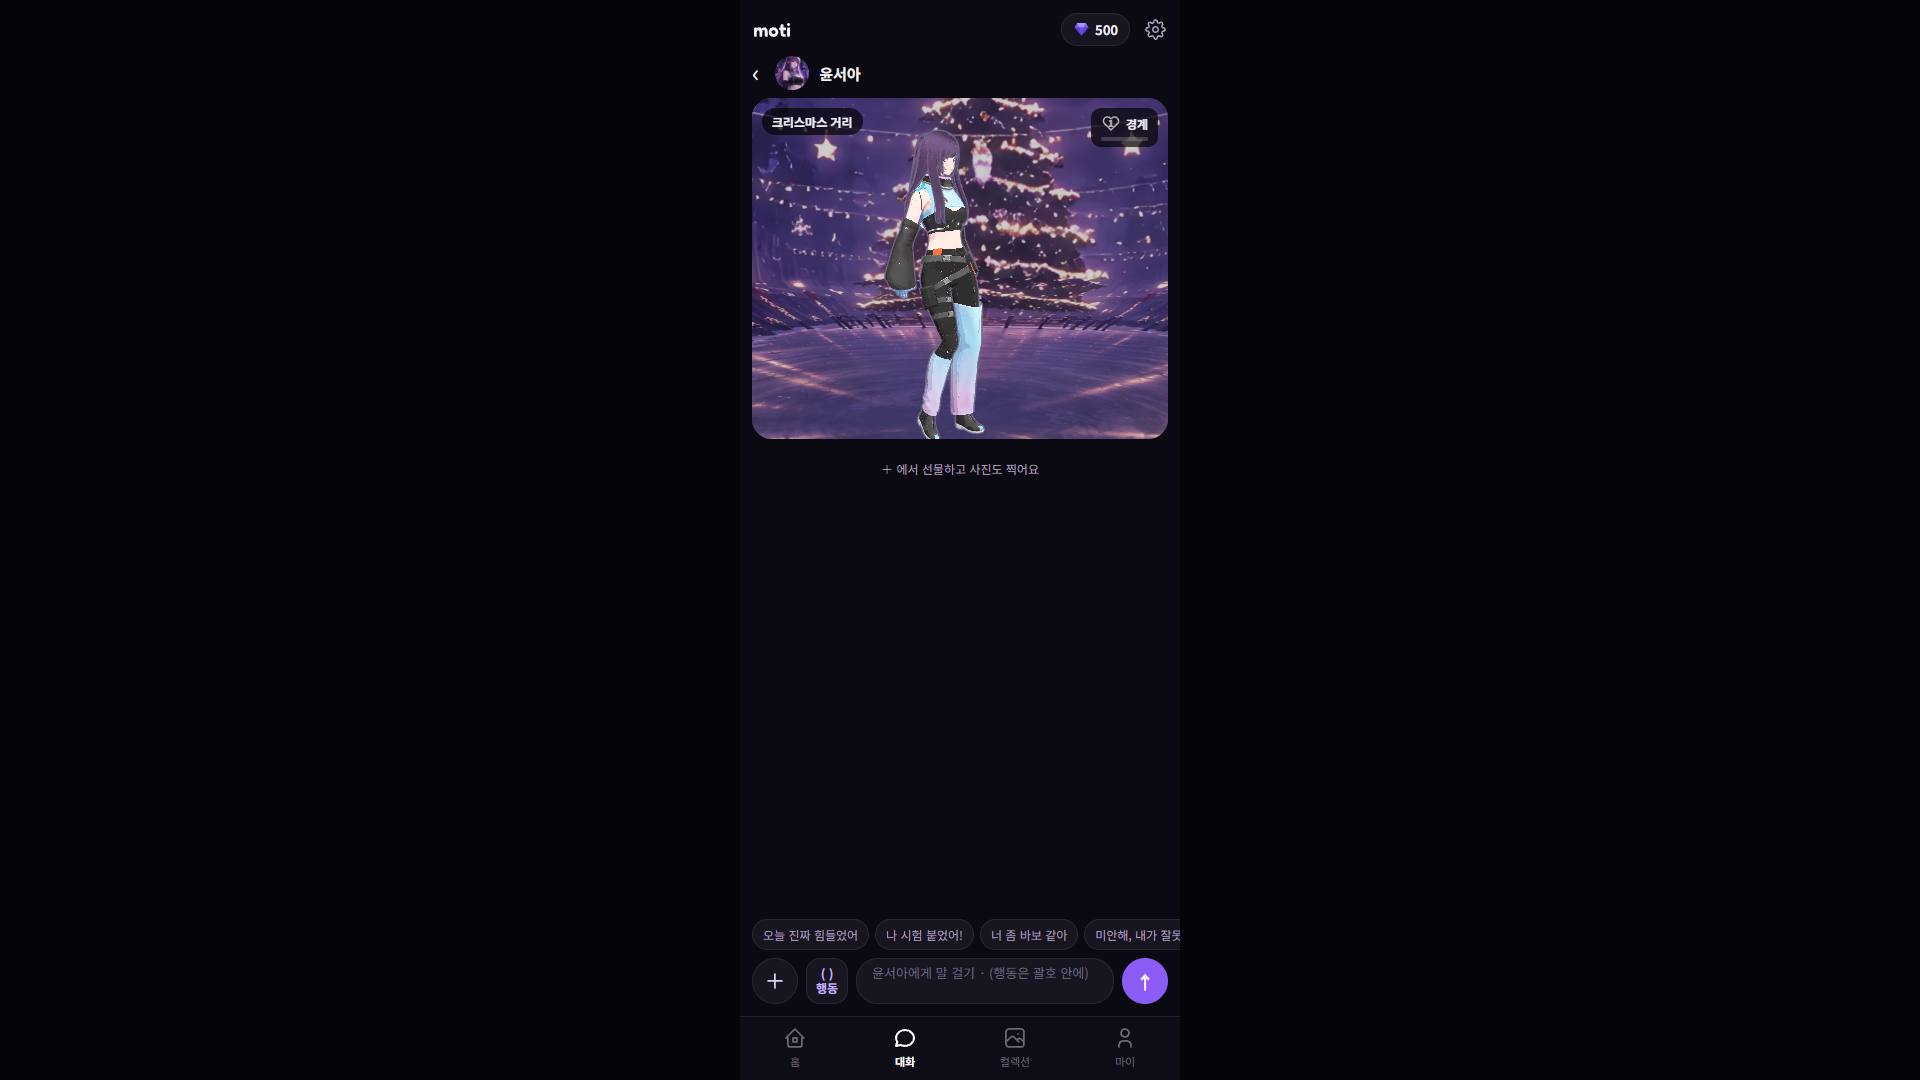 moti
500
윤서아
크리스마스 거리
1 경계
+ 에서 선물하고 사진도 찍어요
오늘 진짜 힘들었어
나 시험 붙었어!
너 좀 바보 같아
미안해, 내가 잘못
( )
행동
윤서아에게 말 걸기 · (행동은 괄호 안에)
홈
대화
컬렉션
마이